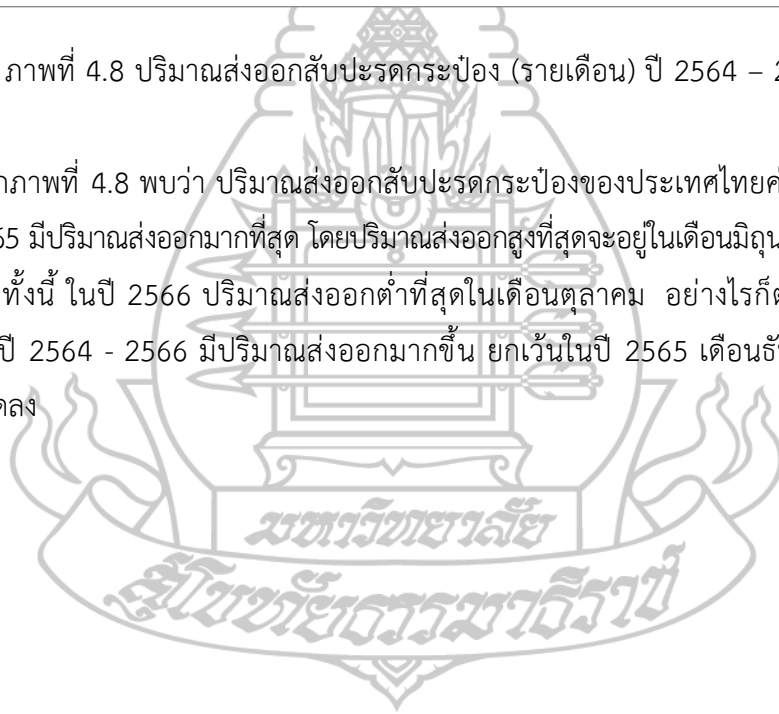 ภาพที่ 4.8 ปริมาณส่งออกสับปะรดกระป๋อง (รายเดือน) ปี 2564 –
ภาพที่ 4.8 พบว่า ปริมาณส่งออกสับปะรดกระป๋องของประเทศไทย
มีปริมาณส่งออกมากที่สุด โดยปริมาณส่งออกสูงที่สุดจะอยู่ในเดือน
ทั้งนี้ ในปี 2566 ปริมาณส่งออกต่ำที่สุดในเดือนตุลาคม อย่างไรก็
ปี 2564 - 2566 มีปริมาณส่งออกมากขึ้น ยกเว้นในปี 2565 เดือน
ลง
มหาวิทยาลัย
สุโขทัยธรรมาธิราช